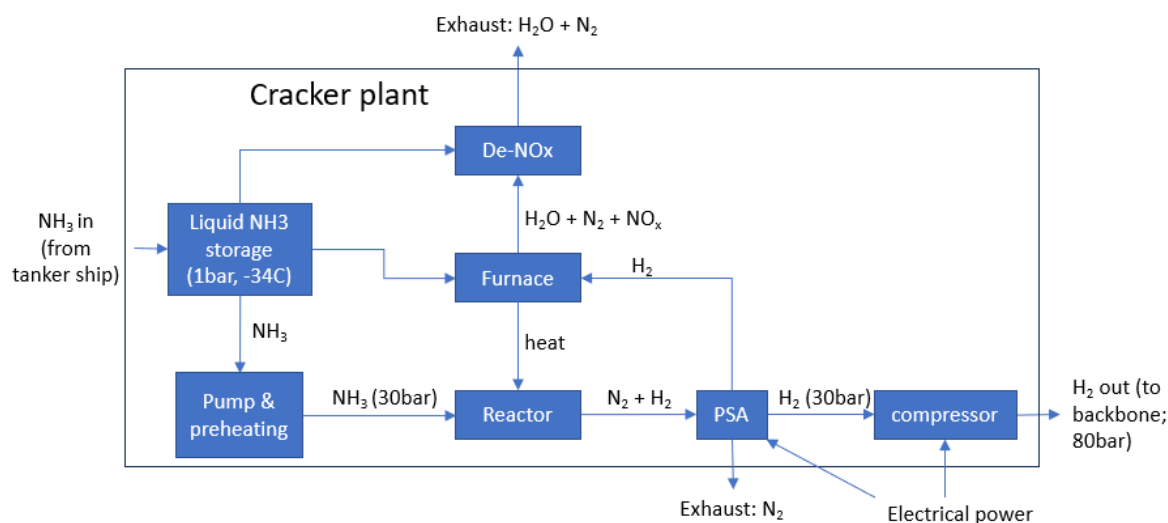 Exhaust: H₂O + N₂
Cracker plant
De-NOx
NH₃ in
(from
tanker ship)
Liquid NH3
storage
(1bar, -34C)
H₂O + N₂ + NOₓ
Furnace
H₂
NH₃
heat
Pump &
preheating
NH₃ (30bar)
Reactor
N₂ + H₂
PSA
H₂ (30bar)
compressor
H₂ out (to
backbone;
80bar)
Exhaust: N₂
Electrical power